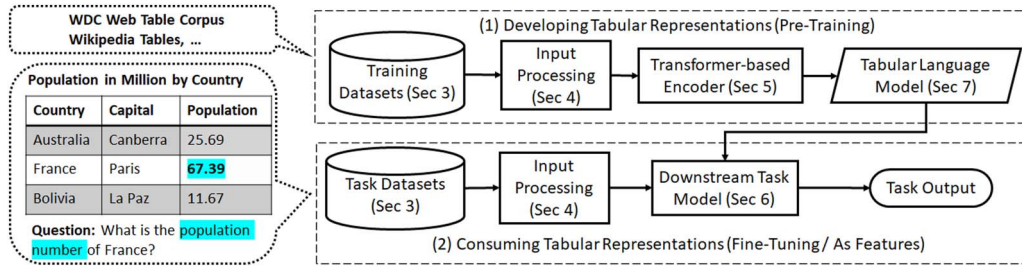 WDC Web Table Corpus
Wikipedia Tables, ...
Population in Million by Country
Country Capital Population
Australia Canberra 25.69
France Paris 67.39
Bolivia La Paz 11.67
Question: What is the population
number of France?
(1) Developing Tabular Representations (Pre-Training)
Training
Datasets (Sec 3)
Input
Processing
(Sec 4)
Transformer-based
Encoder (Sec 5)
Tabular Language
Model (Sec 7)
Task Datasets
(Sec 3)
Input
Processing
(Sec 4)
Downstream Task
Model (Sec 6)
Task Output
(2) Consuming Tabular Representations (Fine-Tuning / As Features)